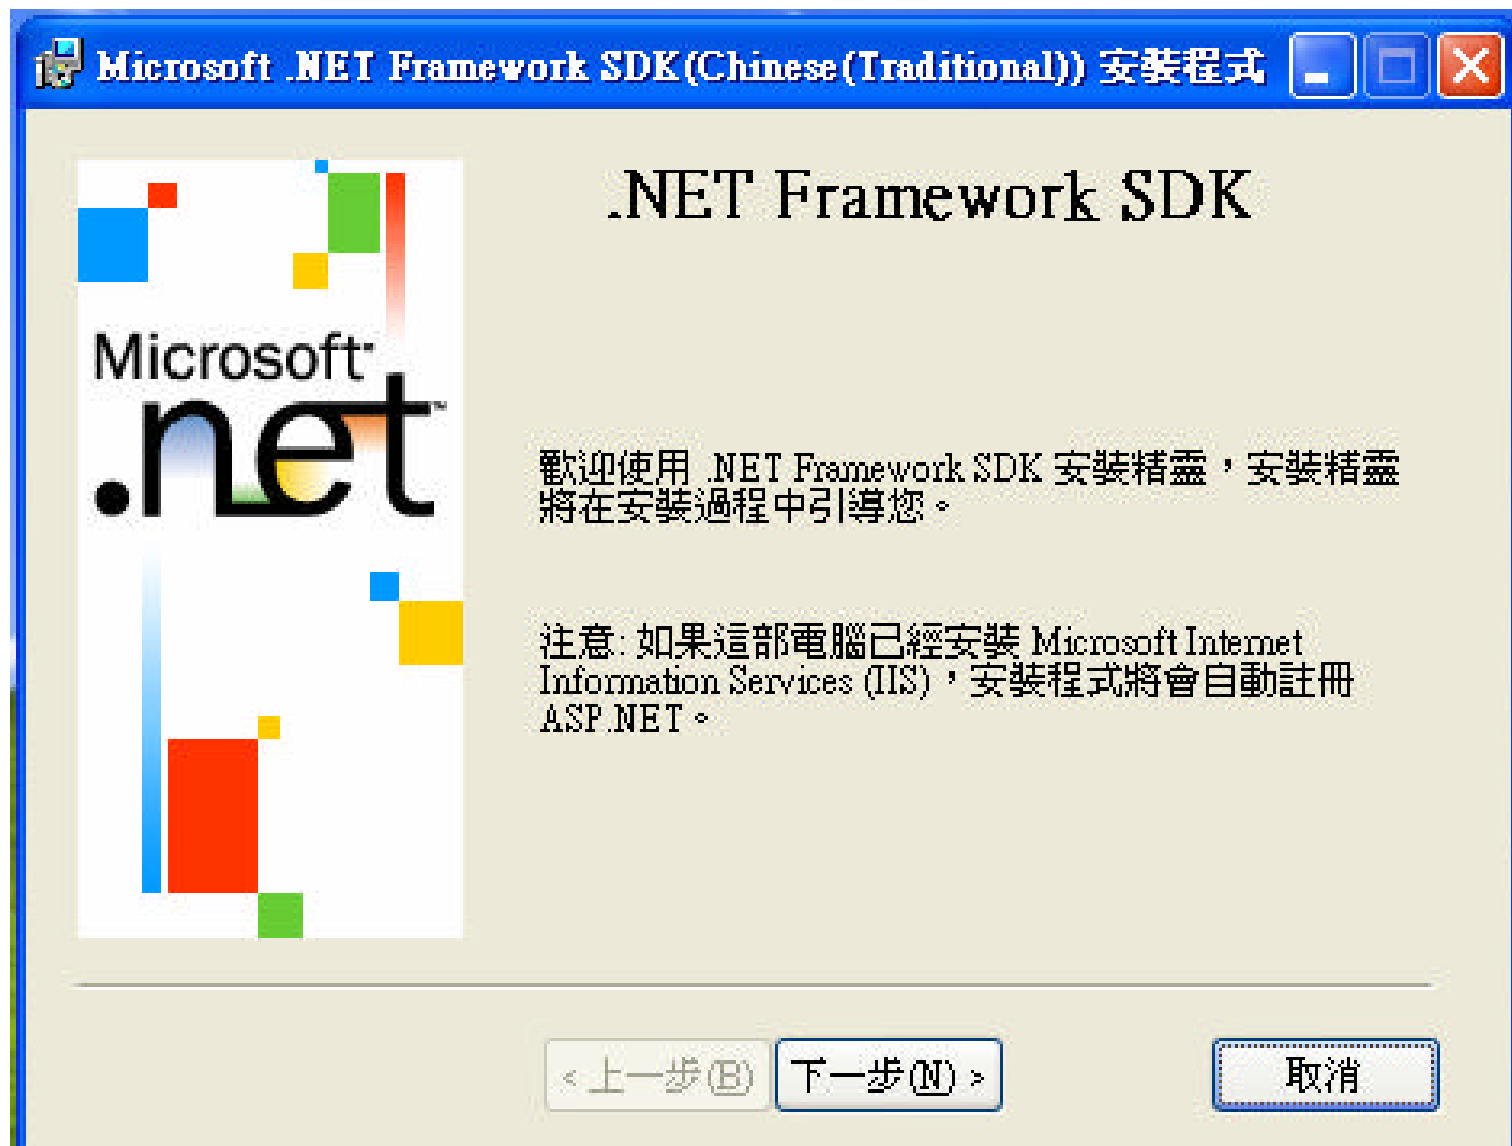 Microsoft .NET Framework SDK(Chinese(Traditional)) 安裝程式
.NET Framework SDK
Microsoft
.net
歡迎使用 .NET Framework SDK 安裝精靈，安裝精靈
將在安裝過程中引導您。
注意: 如果這部電腦已經安裝 Microsoft Internet
Information Services (IIS)，安裝程式將會自動註冊
ASP.NET。
< 上一步(B)
下一步(N) >
取消